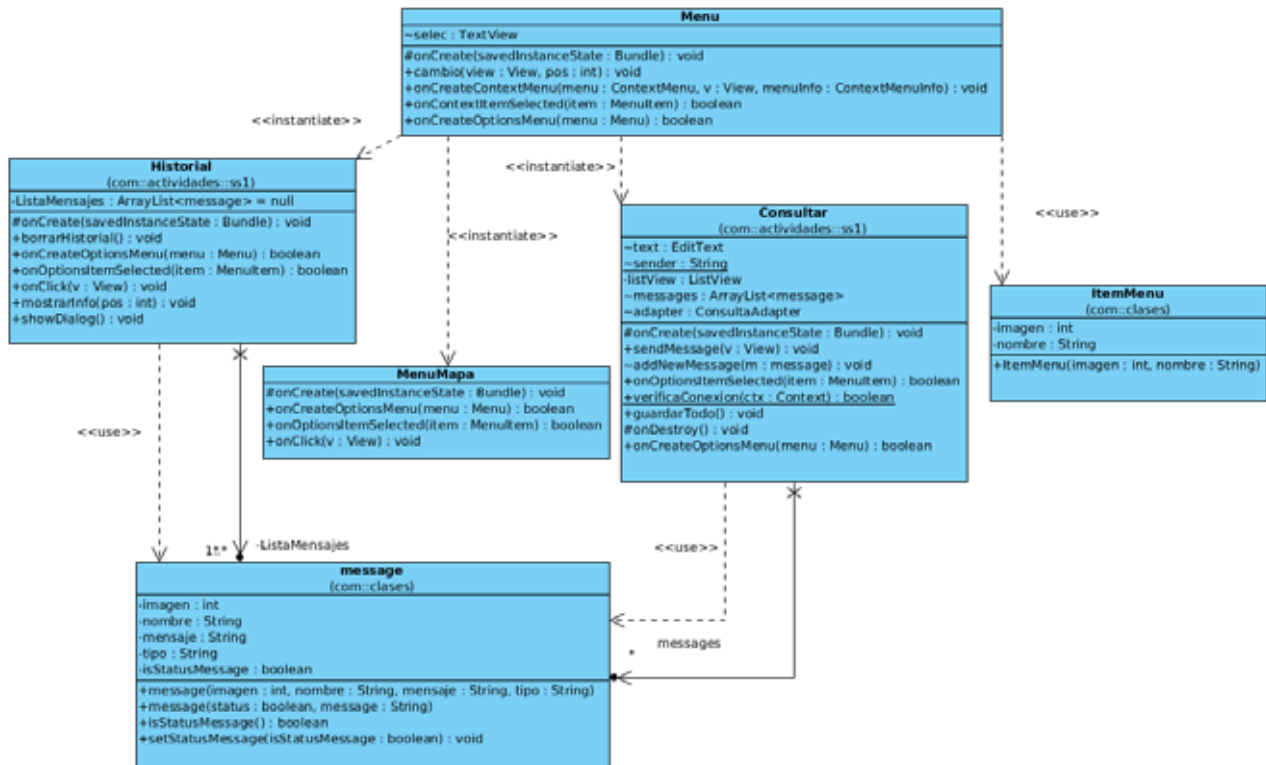 Menu
~selec : TextView
#onCreate(savedInstanceState : Bundle) : void
+cambio(view : View, pos : int) : void
+onCreateContextMenu(menu : ContextMenu, v : View, menuInfo : ContextMenuInfo) : void
+onContextItemSelected(item : MenuItem) : boolean
+onCreateOptionsMenu(menu : Menu) : boolean
<<instantiate>>
<<instantiate>>
<<instantiate>>
<<use>>
Historial
(com::actividades::ss1)
-ListaMensajes : ArrayList<message> = null
#onCreate(savedInstanceState : Bundle) : void
+borrarHistorial() : void
+onCreateOptionsMenu(menu : Menu) : boolean
+onOptionsItemSelected(item : MenuItem) : boolean
+onClick(v : View) : void
+mostrarInfo(pos : int) : void
+showDialog() : void
Consultar
(com::actividades::ss1)
~text : EditText
~sender : String
-listView : ListView
~messages : ArrayList<message>
~adapter : ConsultaAdapter
#onCreate(savedInstanceState : Bundle) : void
+sendMessage(v : View) : void
~addNewMessage(m : message) : void
+onOptionsItemSelected(item : MenuItem) : boolean
+verificaConexion(ctx : Context) : boolean
+guardarTodo() : void
#onDestroy() : void
+onCreateOptionsMenu(menu : Menu) : boolean
ItemMenu
(com::clases)
-imagen : int
-nombre : String
+ItemMenu(imagen : int, nombre : String)
MenuMapa
#onCreate(savedInstanceState : Bundle) : void
+onCreateOptionsMenu(menu : Menu) : boolean
+onOptionsItemSelected(item : MenuItem) : boolean
+onClick(v : View) : void
<<use>>
-ListaMensajes
<<use>>
messages
*
message
(com::clases)
-imagen : int
-nombre : String
-mensaje : String
-tipo : String
-isStatusMessage : boolean
+message(imagen : int, nombre : String, mensaje : String, tipo : String)
+message(status : boolean, message : String)
+isStatusMessage() : boolean
+setStatusMessage(isStatusMessage : boolean) : void